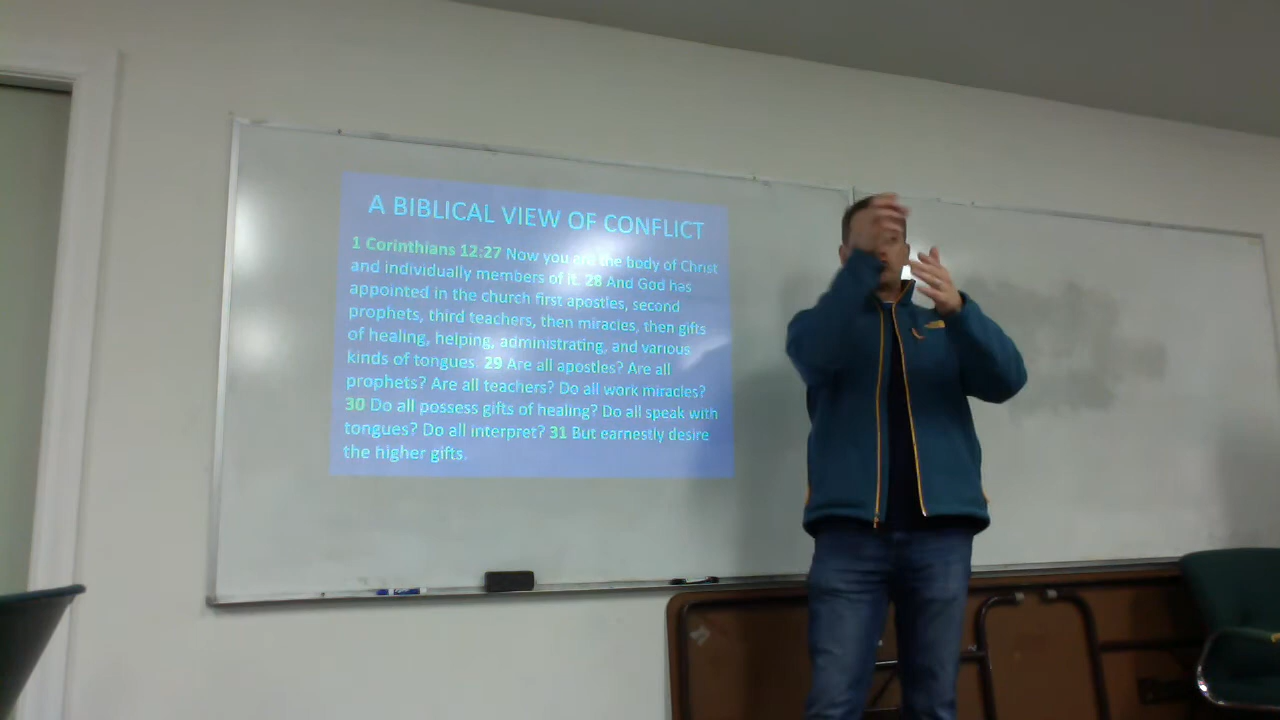 A BIBLICAL VIEW OF CONFLICT
1 Corinthians 12:27 Now you are the body of Christ
and individually members of it. 28 And God has
appointed in the church first apostles, second
prophets, third teachers, then miracles, then gifts
of healing, helping, administrating, and various
kinds of tongues. 29 Are all apostles? Are all
prophets? Are all teachers? Do all work miracles?
30 Do all possess gifts of healing? Do all speak with
tongues? Do all interpret? 31 But earnestly desire
the higher gifts.